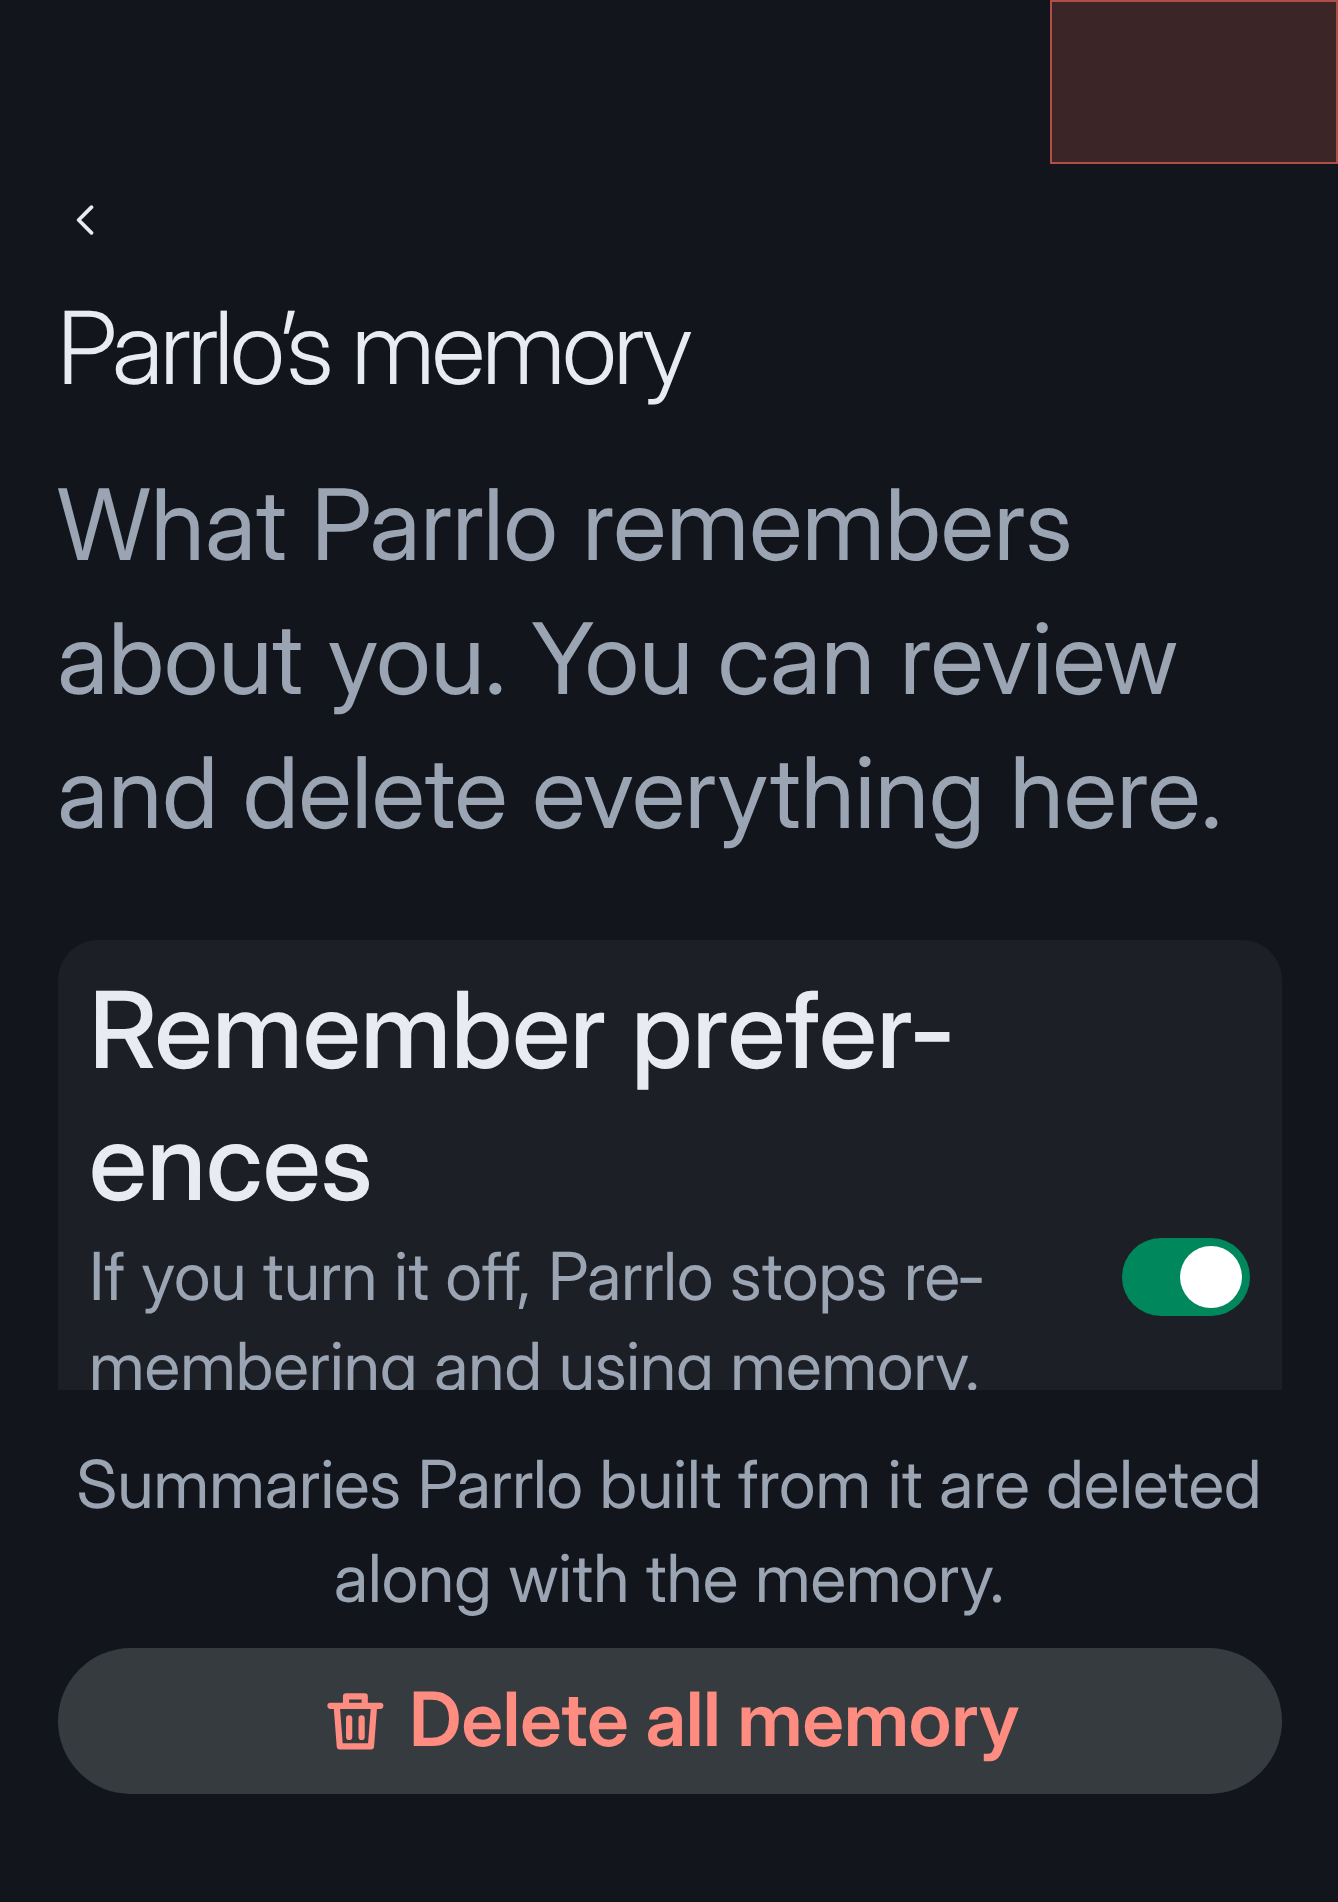 Parrlo’s memory
What Parrlo remembers
about you. You can review
and delete everything here.
Remember prefer-
ences
If you turn it off, Parrlo stops re-
membering and using memory.
Summaries Parrlo built from it are deleted
along with the memory.
Delete all memory